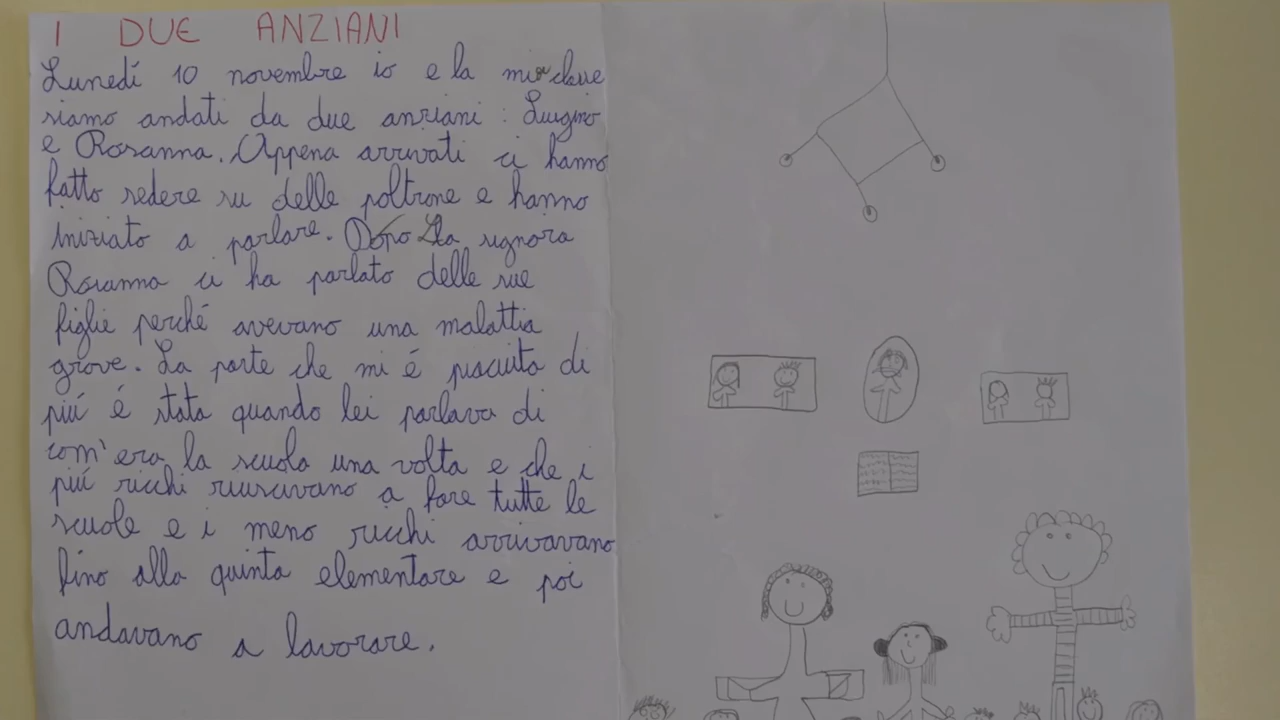 I DUE ANZIANI
Lunedí 10 novembre io e la mia classe
siamo andati da due anziani : Luigino
e Rosanna. Appena arrivati ci hanno
fatto sedere su delle poltrone e hanno
iniziato a parlare. Dopo La signora
Rosanna ci ha parlato delle sue
figlie perché avevano una malattia
grave. La parte che mi é piaciuta di
piú é stata quando lei parlava di
com'era la scuola una volta e che i
piú ricchi riuscivano a fare tutte le
scuole e i meno ricchi arrivavano
fino alla quinta elementare e poi
andavano a lavorare.